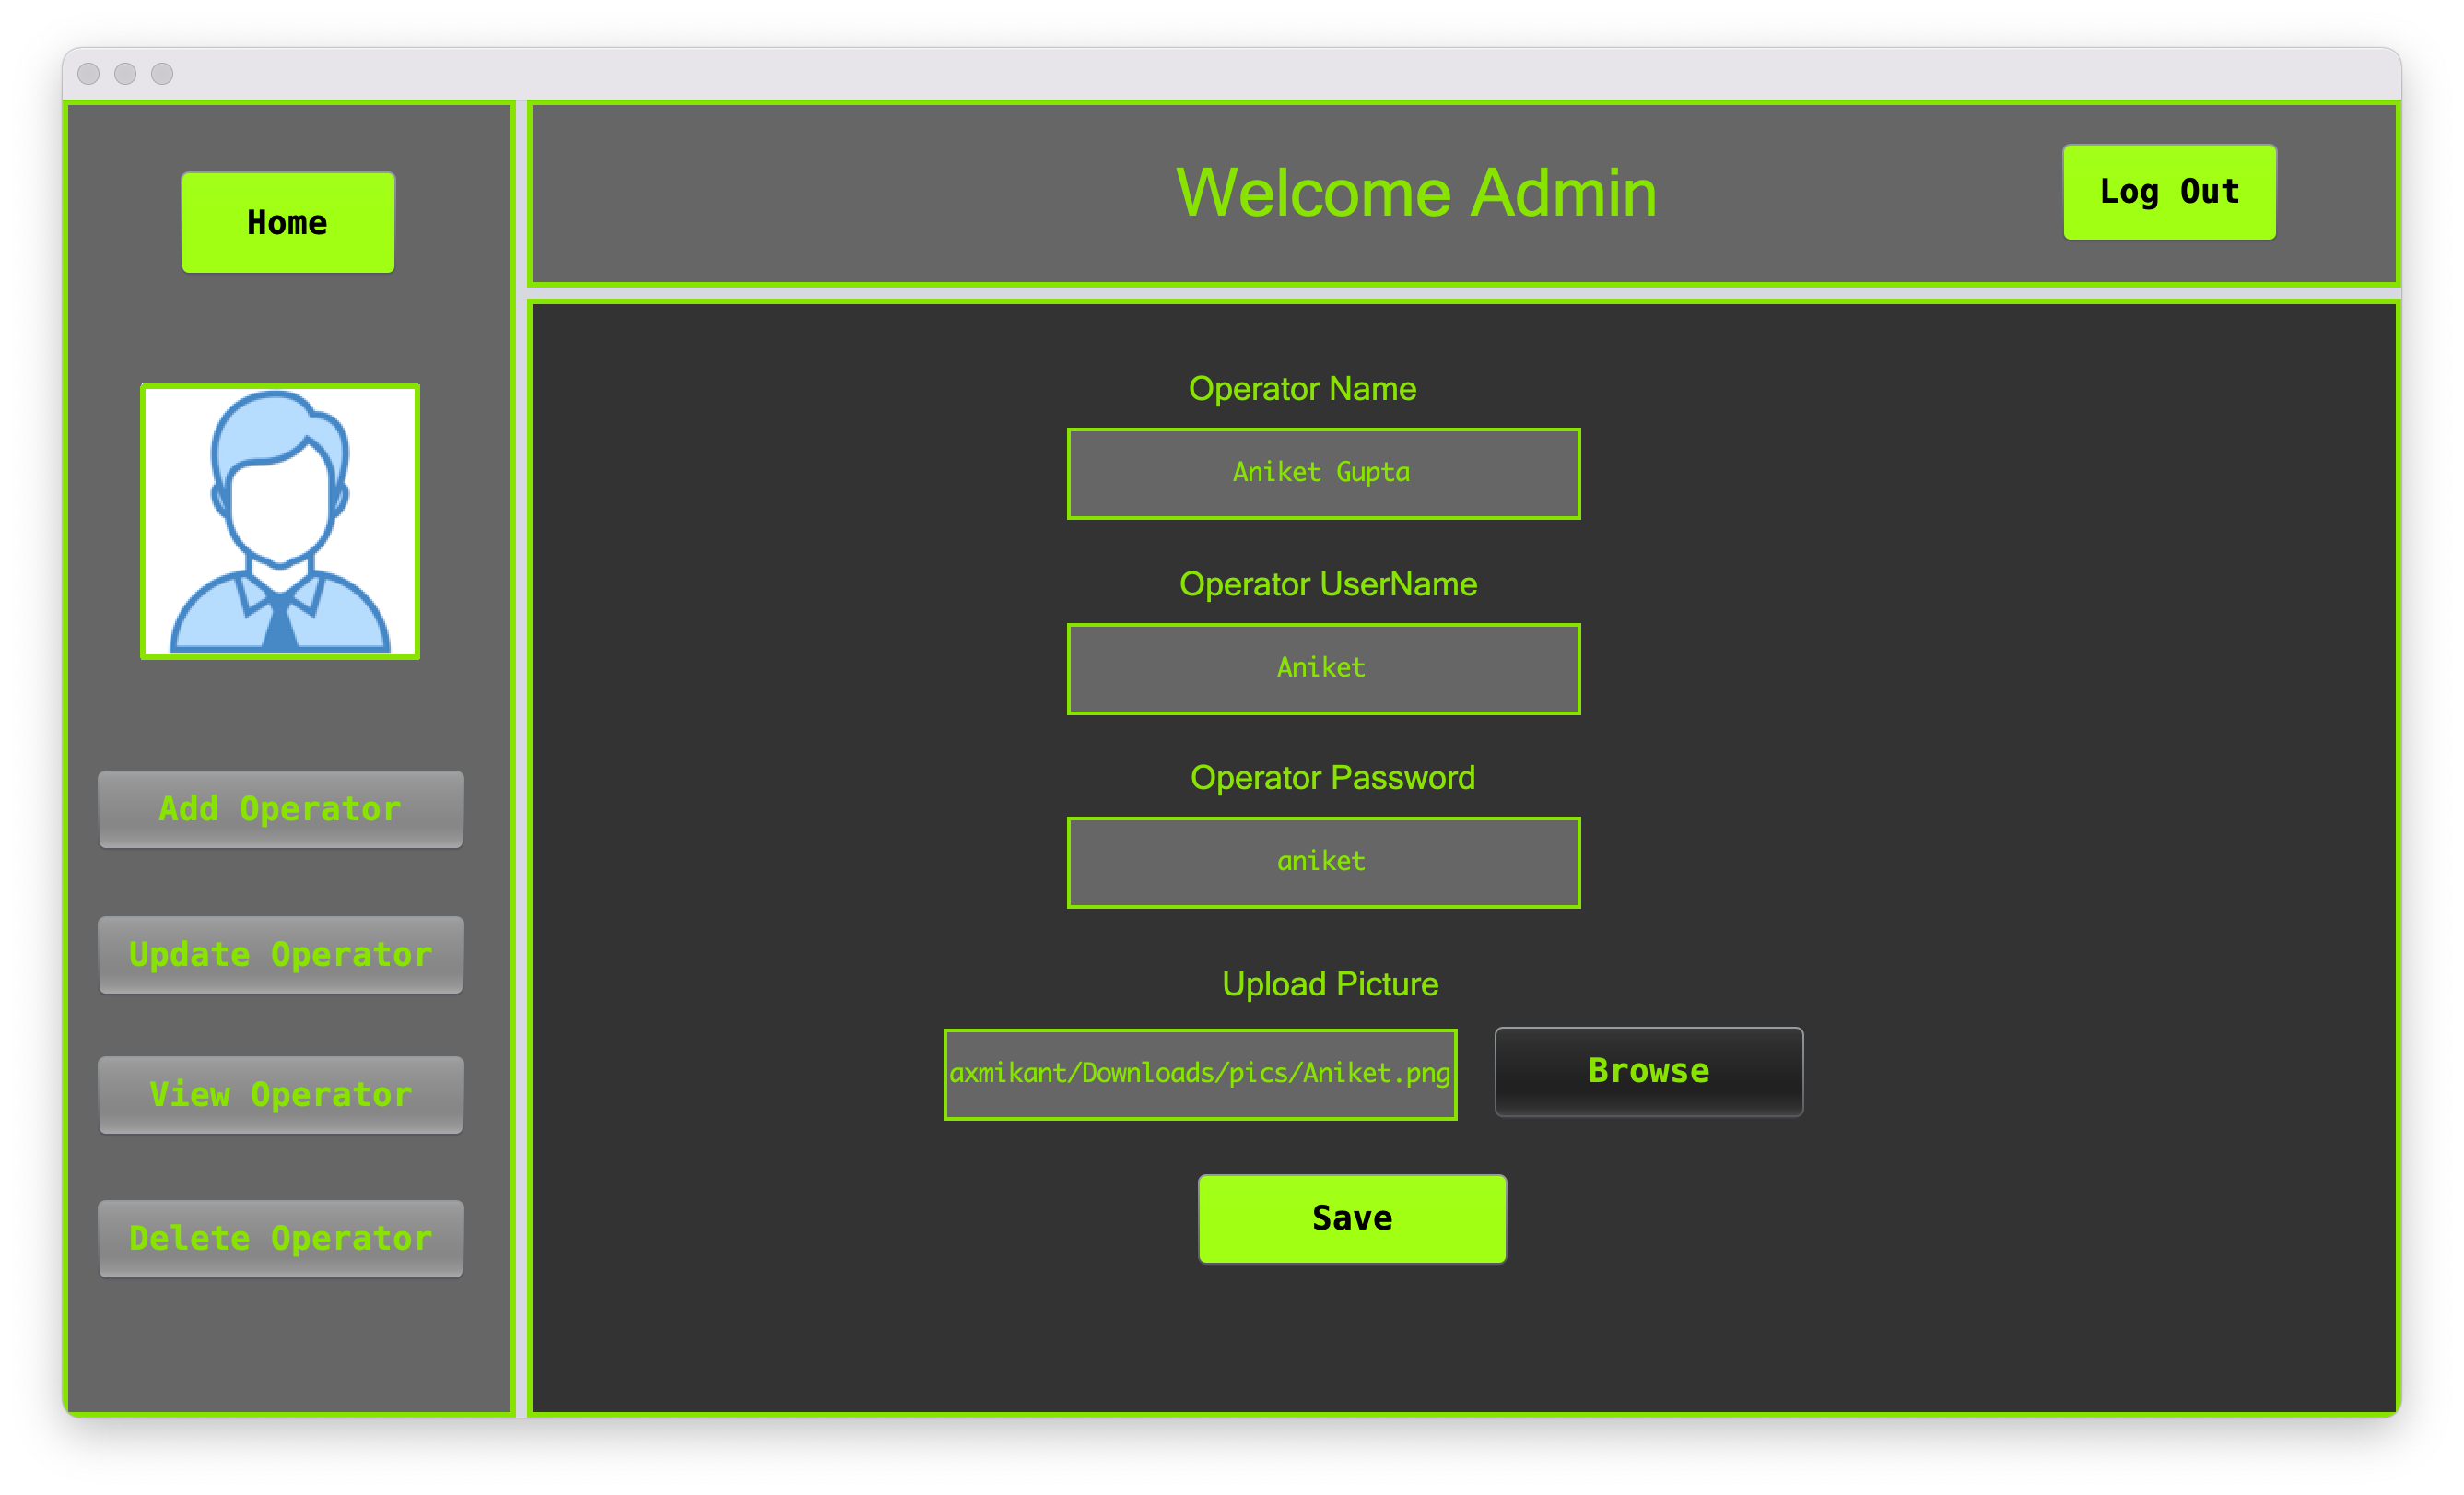 Home
Welcome Admin
Log Out
Add Operator
Update Operator
View Operator
Delete Operator
Operator Name
Aniket Gupta
Operator UserName
Aniket
Operator Password
aniket
Upload Picture
axmikant/Downloads/pics/Aniket.png
Browse
Save